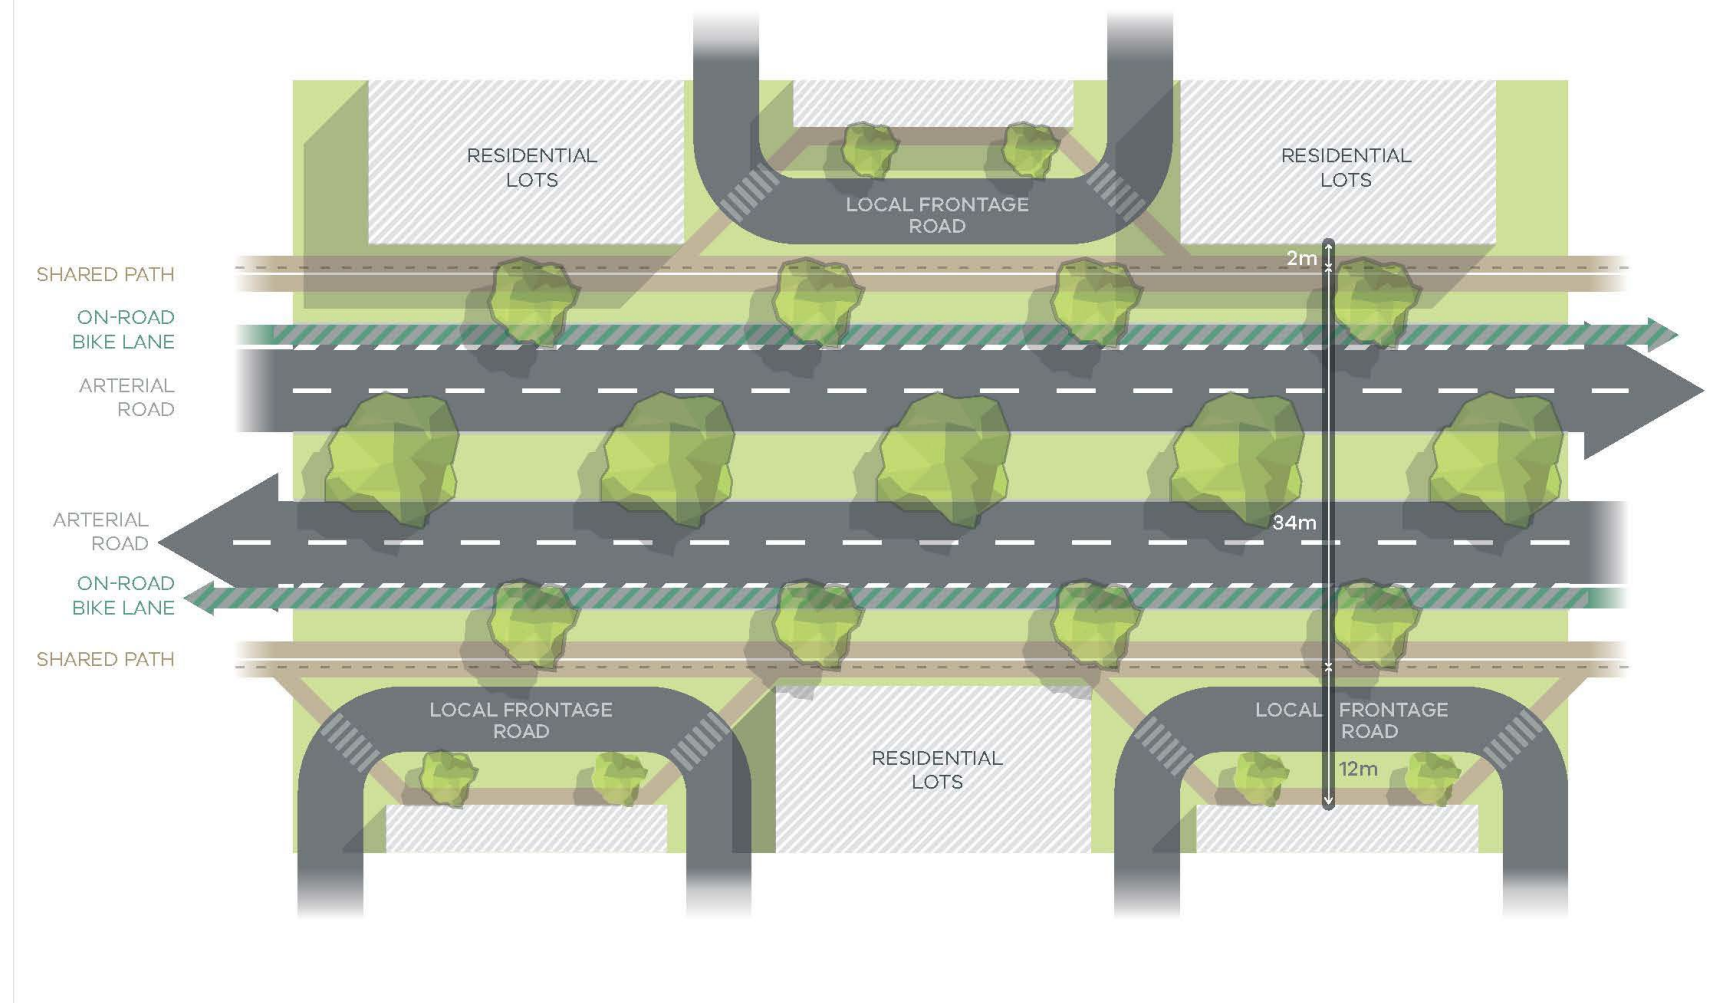 RESIDENTIAL
LOTS
RESIDENTIAL
LOTS
LOCAL FRONTAGE
ROAD
2m
SHARED PATH
ON-ROAD
BIKE LANE
ARTERIAL
ROAD
34m
ARTERIAL
ROAD
ON-ROAD
BIKE LANE
SHARED PATH
LOCAL FRONTAGE
ROAD
LOCAL FRONTAGE
ROAD
RESIDENTIAL
LOTS
12m